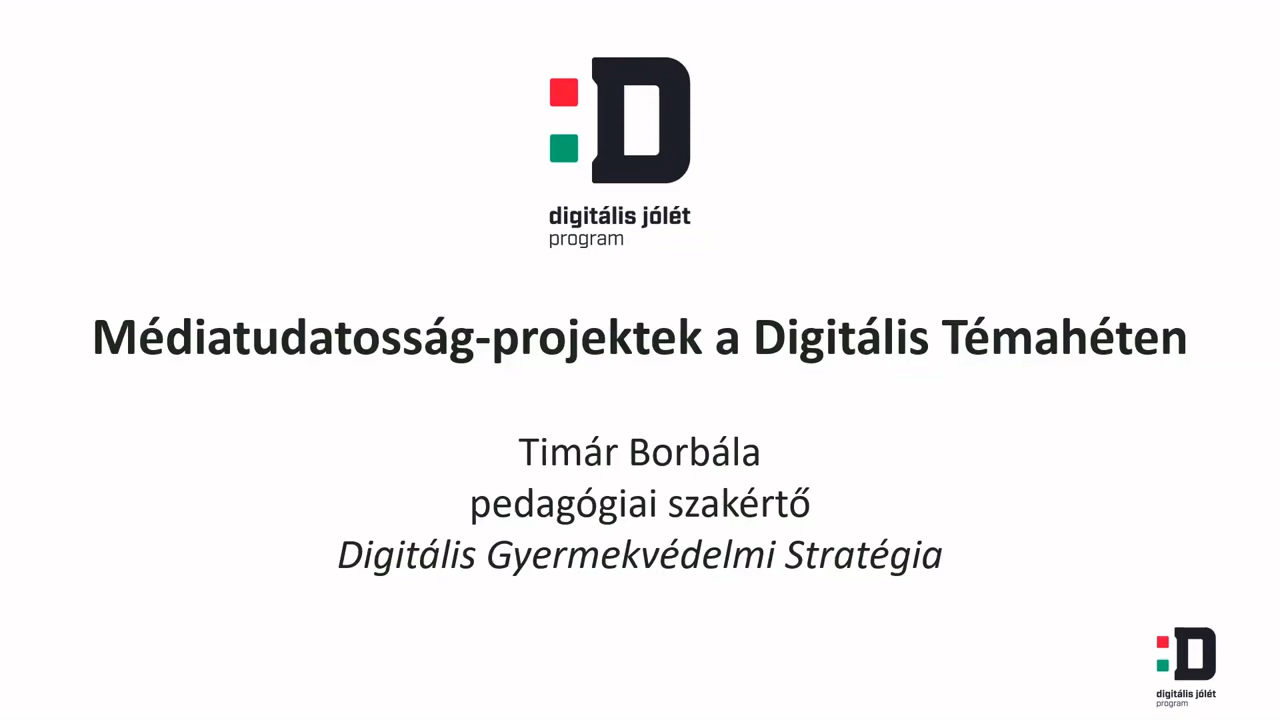 :D
digitális jólét
program
Médiatudatosság-projektek a Digitális Témahéten
Timár Borbála
pedagógiai szakértő
Digitális Gyermekvédelmi Stratégia
:D
digitális jólét
program